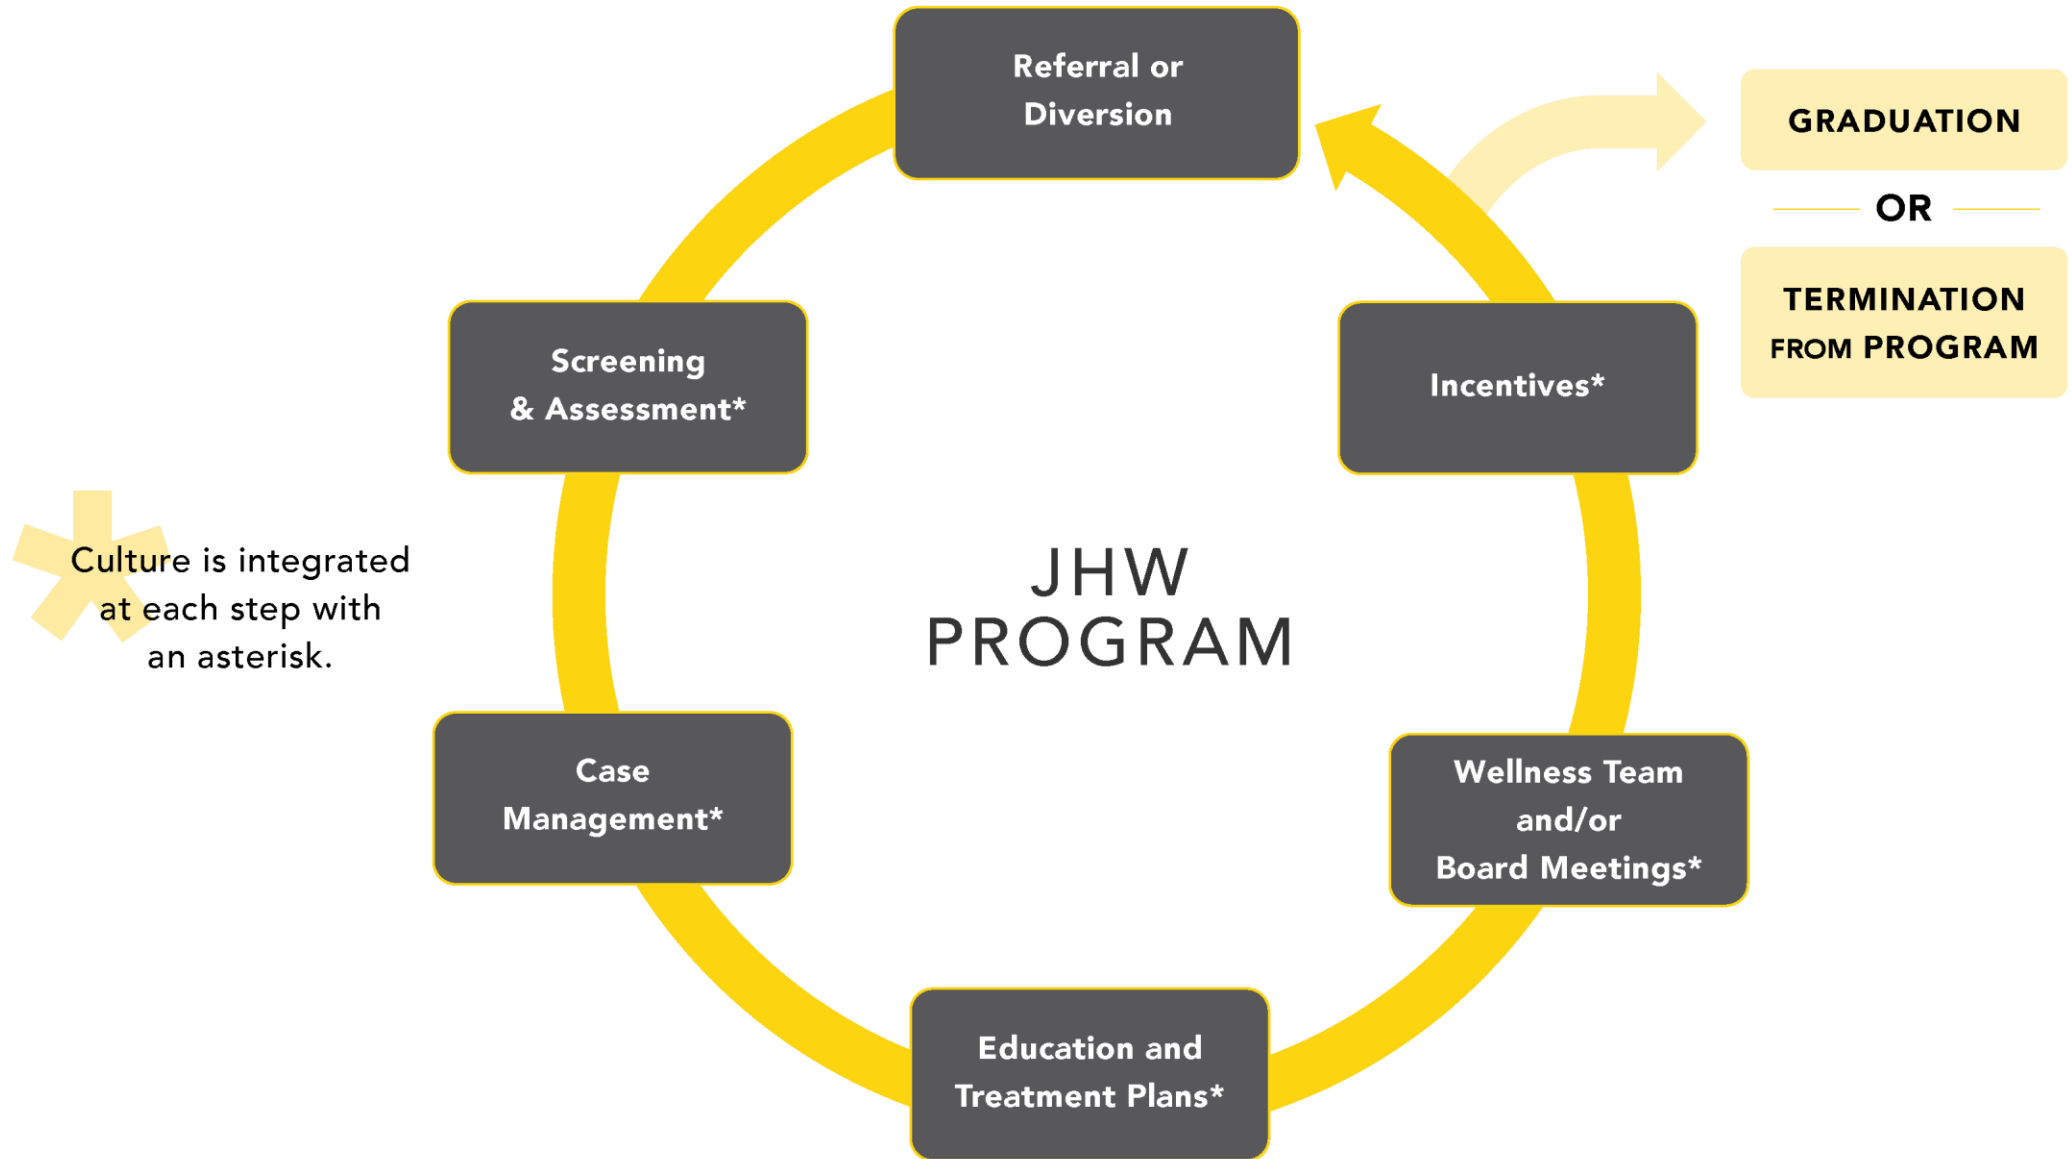 Referral or
Diversion
GRADUATION
OR
TERMINATION
FROM PROGRAM
Screening
& Assessment*
Incentives*
Culture is integrated
at each step with
an asterisk.
JHW
PROGRAM
Case
Management*
Wellness Team
and/or
Board Meetings*
Education and
Treatment Plans*